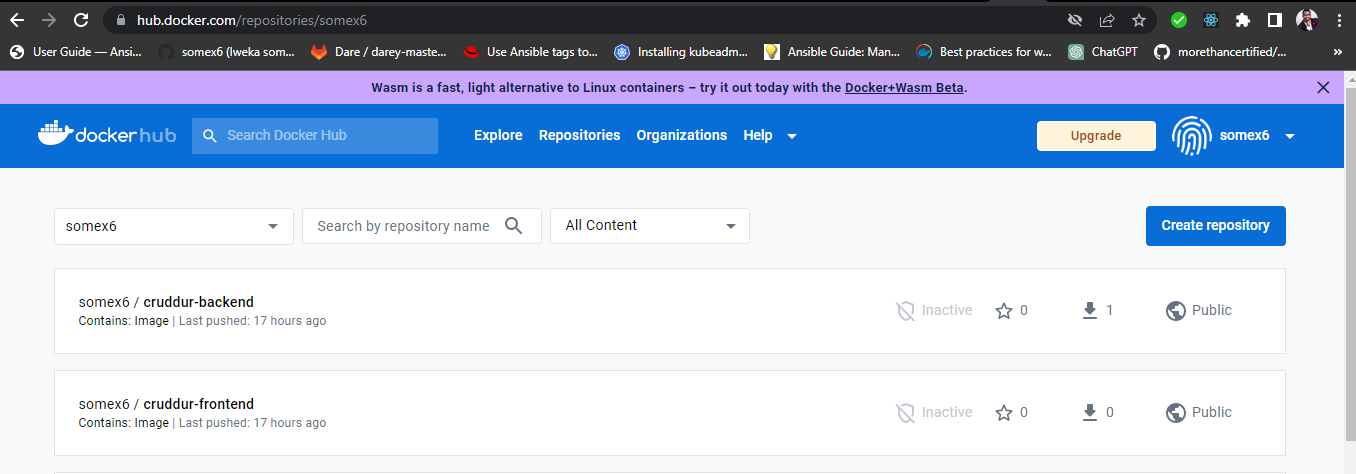 hub.docker.com/repositories/somex6
User Guide — Ansi... somex6 (Iweka som... Dare / darey-maste... Use Ansible tags to... Installing kubeadm... Ansible Guide: Man... Best practices for w... ChatGPT morethancertified/... »
Wasm is a fast, light alternative to Linux containers – try it out today with the Docker+Wasm Beta.
dockerhub Search Docker Hub Explore Repositories Organizations Help Upgrade somex6
somex6 Search by repository name All Content Create repository
somex6 / cruddur-backend
Contains: Image | Last pushed: 17 hours ago
Inactive 0 1 Public
somex6 / cruddur-frontend
Contains: Image | Last pushed: 17 hours ago
Inactive 0 0 Public